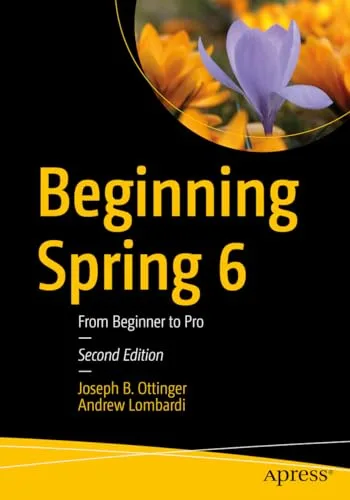 Beginning
Spring 6
From Beginner to Pro
—
Second Edition
—
Joseph B. Ottinger
Andrew Lombardi
Apress®